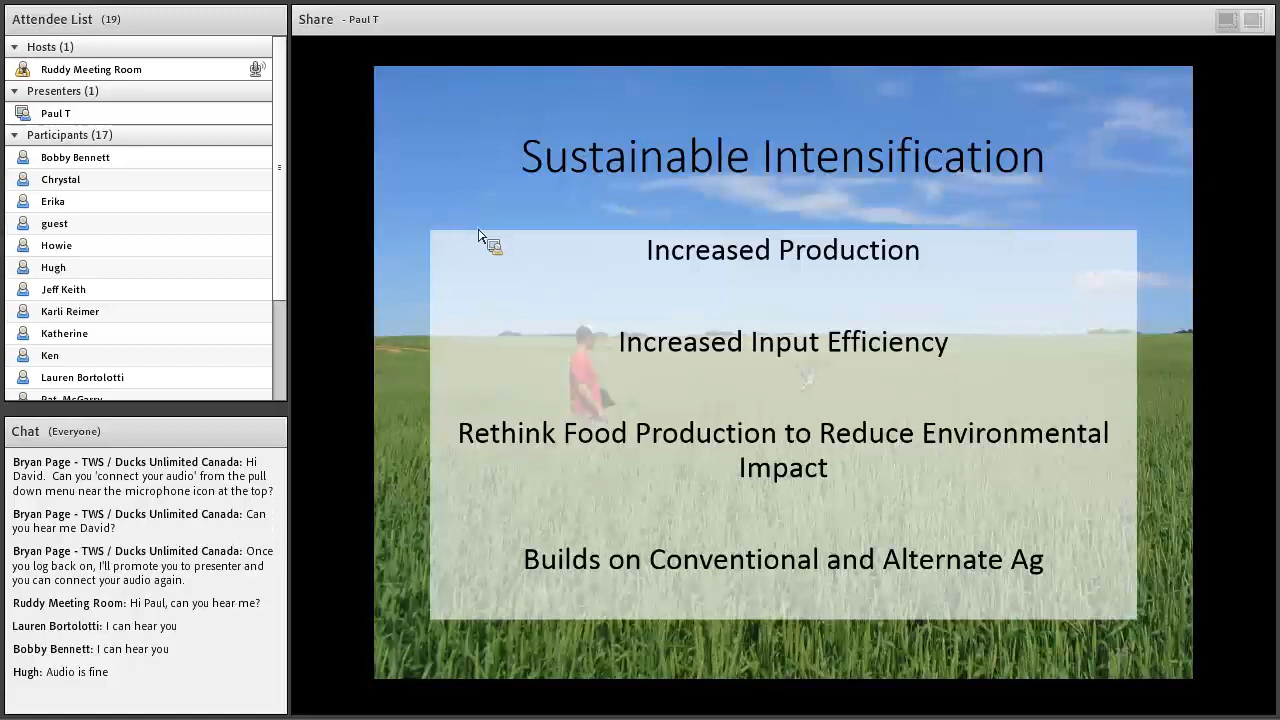 Attendee List (19)
Hosts (1)
Ruddy Meeting Room
Presenters (1)
Paul T
Participants (17)
Bobby Bennett
Chrystal
Erika
guest
Howie
Hugh
Jeff Keith
Karli Reimer
Katherine
Ken
Lauren Bortolotti
Pat McGarry
Chat (Everyone)
Bryan Page - TWS / Ducks Unlimited Canada: Hi
David. Can you 'connect your audio' from the pull
down menu near the microphone icon at the top?
Bryan Page - TWS / Ducks Unlimited Canada: Can
you hear me David?
Bryan Page - TWS / Ducks Unlimited Canada: Once
you log back on, I'll promote you to presenter and
you can connect your audio again.
Ruddy Meeting Room: Hi Paul, can you hear me?
Lauren Bortolotti: I can hear you
Bobby Bennett: I can hear you
Hugh: Audio is fine
Share - Paul T
Sustainable Intensification
Increased Production
Increased Input Efficiency
Rethink Food Production to Reduce Environmental
Impact
Builds on Conventional and Alternate Ag